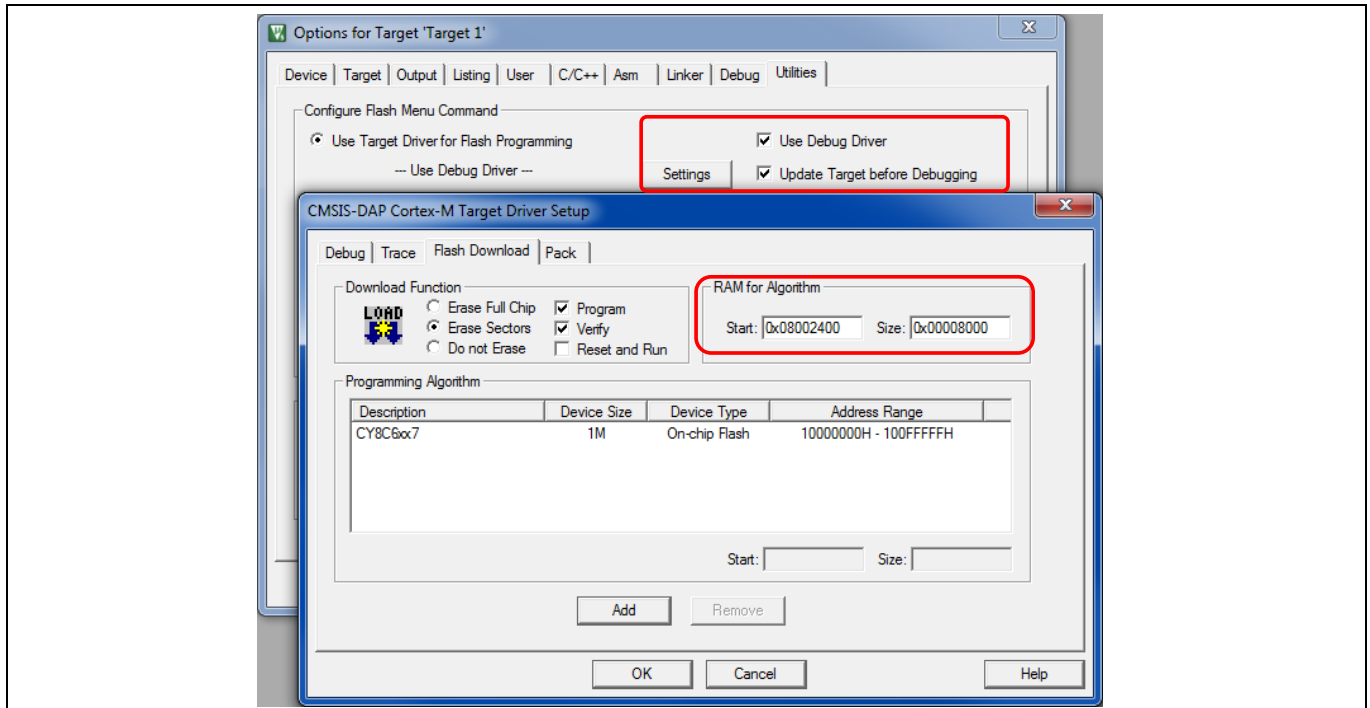 Options for Target 'Target 1'
Device Target Output Listing User C/C++ Asm Linker Debug Utilities
Configure Flash Menu Command
Use Target Driver for Flash Programming Use Debug Driver
--- Use Debug Driver --- Settings Update Target before Debugging
CMSIS-DAP Cortex-M Target Driver Setup
Debug Trace Flash Download Pack
Download Function RAM for Algorithm
LOAD Erase Full Chip Program
Erase Sectors Verify Start: 0x08002400 Size: 0x00008000
Do not Erase Reset and Run
Programming Algorithm
Description Device Size Device Type Address Range
CY8C6xx7 1M On-chip Flash 10000000H - 100FFFFFH
Start: Size:
Add Remove
OK Cancel Help